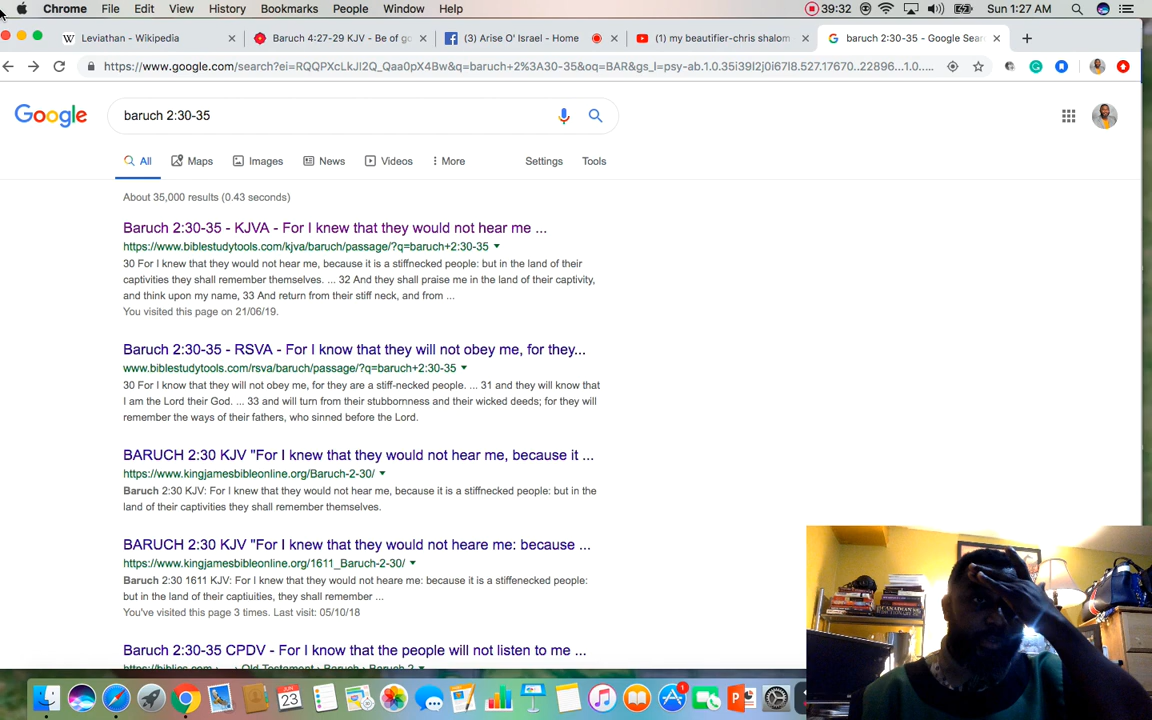 Chrome File Edit View History Bookmarks People Window Help 39:32 Sun 1:27 AM
Leviathan - Wikipedia
Baruch 4:27-29 KJV - Be of go
(3) Arise O' Israel - Home
(1) my beautifier-chris shalom
baruch 2:30-35 - Google Sear
https://www.google.com/search?ei=RQQPXcLkJI2Q_Qaa0pX4Bw&q=baruch+2%3A30-35&oq=BAR&gs_l=psy-ab.1.0.35i39l2j0i67l8.527.17670..22896...1.0...
Google
baruch 2:30-35
All Maps Images News Videos More Settings Tools
About 35,000 results (0.43 seconds)
Baruch 2:30-35 - KJVA - For I knew that they would not hear me ...
https://www.biblestudytools.com/kjva/baruch/passage/?q=baruch+2:30-35
30 For I knew that they would not hear me, because it is a stiffnecked people: but in the land of their
captivities they shall remember themselves. ... 32 And they shall praise me in the land of their captivity,
and think upon my name, 33 And return from their stiff neck, and from ...
You visited this page on 21/06/19.
Baruch 2:30-35 - RSVA - For I know that they will not obey me, for they...
www.biblestudytools.com/rsva/baruch/passage/?q=baruch+2:30-35
30 For I know that they will not obey me, for they are a stiff-necked people. ... 31 and they will know that
I am the Lord their God. ... 33 and will turn from their stubbornness and their wicked deeds; for they will
remember the ways of their fathers, who sinned before the Lord.
BARUCH 2:30 KJV "For I knew that they would not hear me, because it ...
https://www.kingjamesbibleonline.org/Baruch-2-30/
Baruch 2:30 KJV: For I knew that they would not hear me, because it is a stiffnecked people: but in the
land of their captivities they shall remember themselves.
BARUCH 2:30 KJV "For I knew that they would not heare me: because ...
https://www.kingjamesbibleonline.org/1611_Baruch-2-30/
Baruch 2:30 1611 KJV: For I knew that they would not heare me: because it is a stiffenecked people:
but in the land of their captiuities, they shall remember ...
You've visited this page 3 times. Last visit: 05/10/18
Baruch 2:30-35 CPDV - For I know that the people will not listen to me ...
JUN
23
1